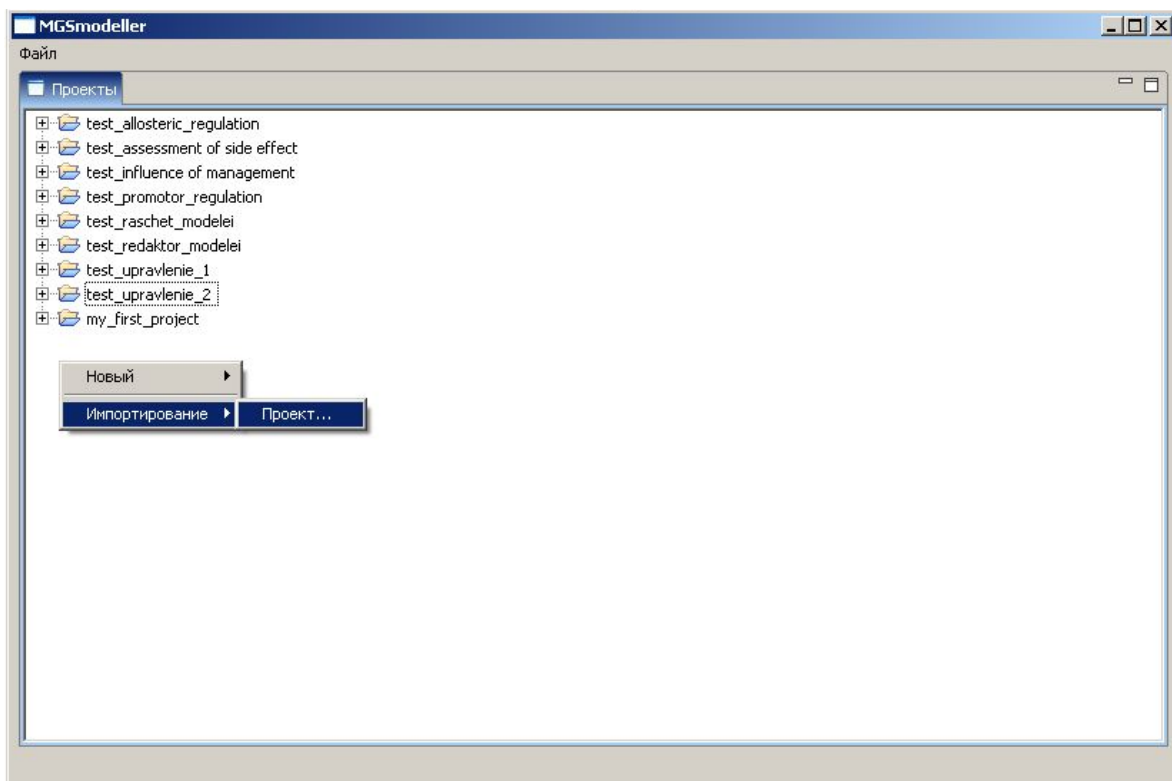 MGSmodeller
Файл
Проекты
test_allosteric_regulation
test_assessment of side effect
test_influence of management
test_promotor_regulation
test_raschet_modelei
test_redaktor_modelei
test_upravlenie_1
test_upravlenie_2
my_first_project
Новый
Импортирование Проект...